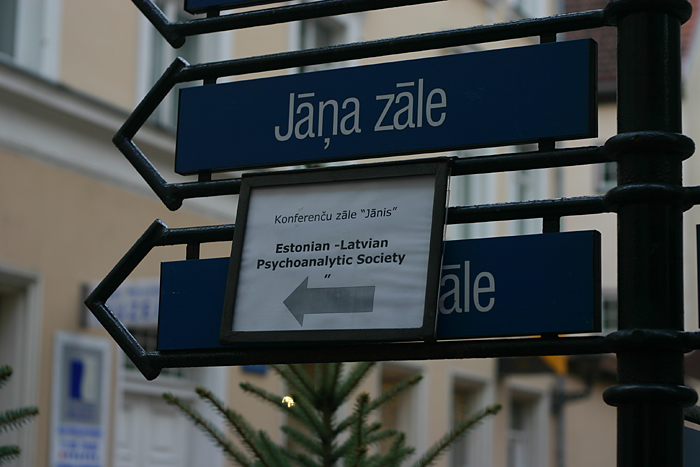 Jāņa zāle
Konferenču zāle “Jānis”
Estonian -Latvian
Psychoanalytic Society
”
āle